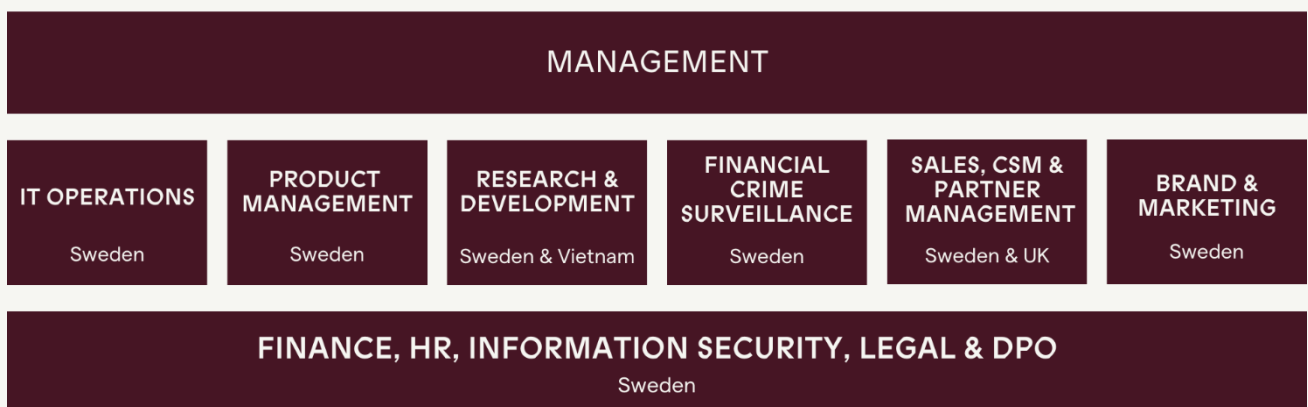 MANAGEMENT
IT OPERATIONS
Sweden
PRODUCT
MANAGEMENT
Sweden
RESEARCH &
DEVELOPMENT
Sweden & Vietnam
FINANCIAL
CRIME
SURVEILLANCE
Sweden
SALES, CSM &
PARTNER
MANAGEMENT
Sweden & UK
BRAND &
MARKETING
Sweden
FINANCE, HR, INFORMATION SECURITY, LEGAL & DPO
Sweden